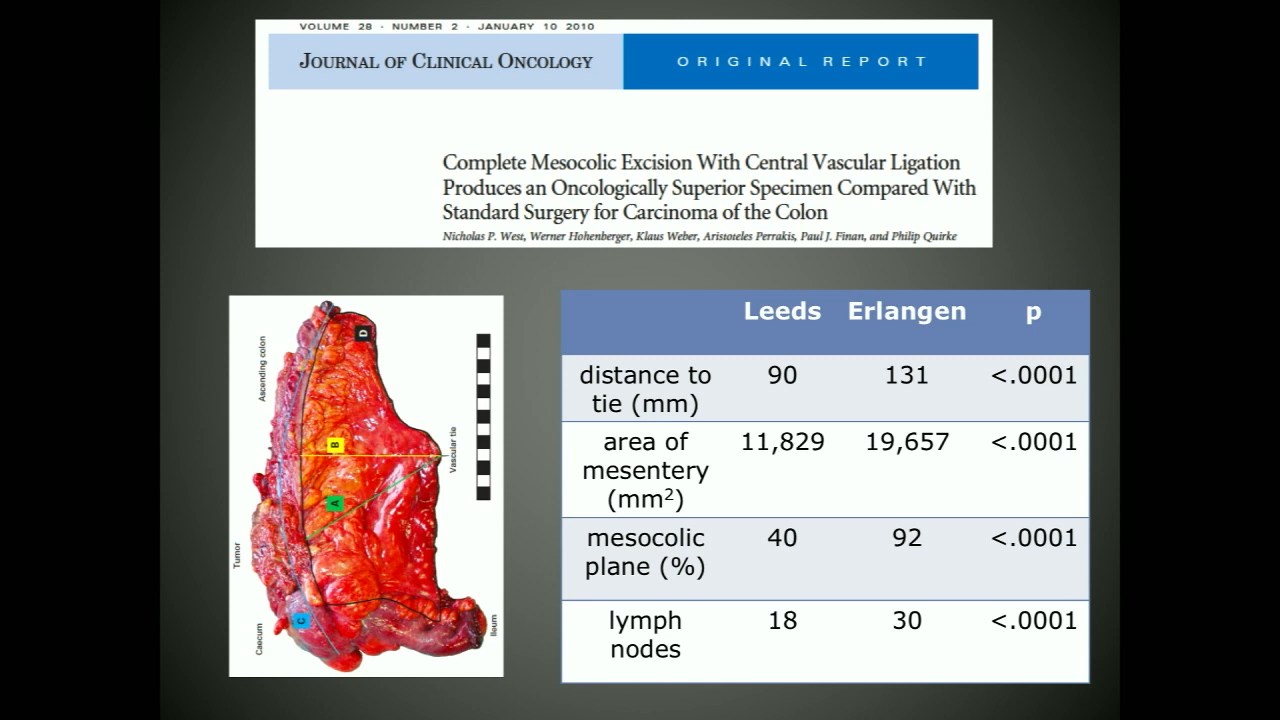 VOLUME 28 · NUMBER 2 · JANUARY 10 2010
JOURNAL OF CLINICAL ONCOLOGY
ORIGINAL REPORT
Complete Mesocolic Excision With Central Vascular Ligation
Produces an Oncologically Superior Specimen Compared With
Standard Surgery for Carcinoma of the Colon
Nicholas P. West, Werner Hohenberger, Klaus Weber, Aristoteles Perrakis, Paul J. Finan, and Philip Quirke
Ascending colon
Tumor
Caecum
Vascular tie
Ileum
D
B
A
C
Leeds Erlangen p
distance to 90 131 <.0001
tie (mm)
area of 11,829 19,657 <.0001
mesentery
(mm²)
mesocolic 40 92 <.0001
plane (%)
lymph 18 30 <.0001
nodes